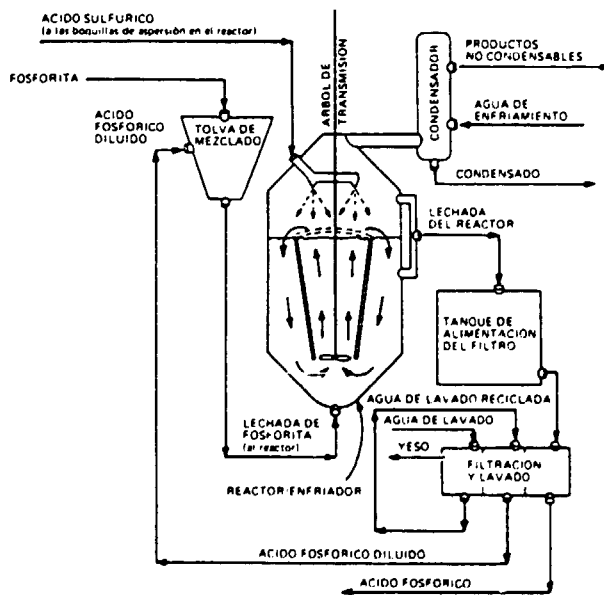 ACIDO SULFURICO
(a las boquillas de aspersión en el reactor)
FOSFORITA
ACIDO
FOSFORICO
DILUIDO
TOLVA DE
MEZCLADO
ARBOL DE
TRANSMISION
CONDENSADOR
PRODUCTOS
NO CONDENSABLES
AGUA DE
ENFRIAMIENTO
CONDENSADO
LECHADA
DEL REACTOR
TANQUE DE
ALIMENTACION
DEL FILTRO
AGUA DE LAVADO RECICLADA
AGUA DE LAVADO
YESO
FILTRACION
Y LAVADO
LECHADA DE
FOSFORITA
(al reactor)
REACTOR/ENFRIADOR
ACIDO FOSFORICO DILUIDO
ACIDO FOSFORICO